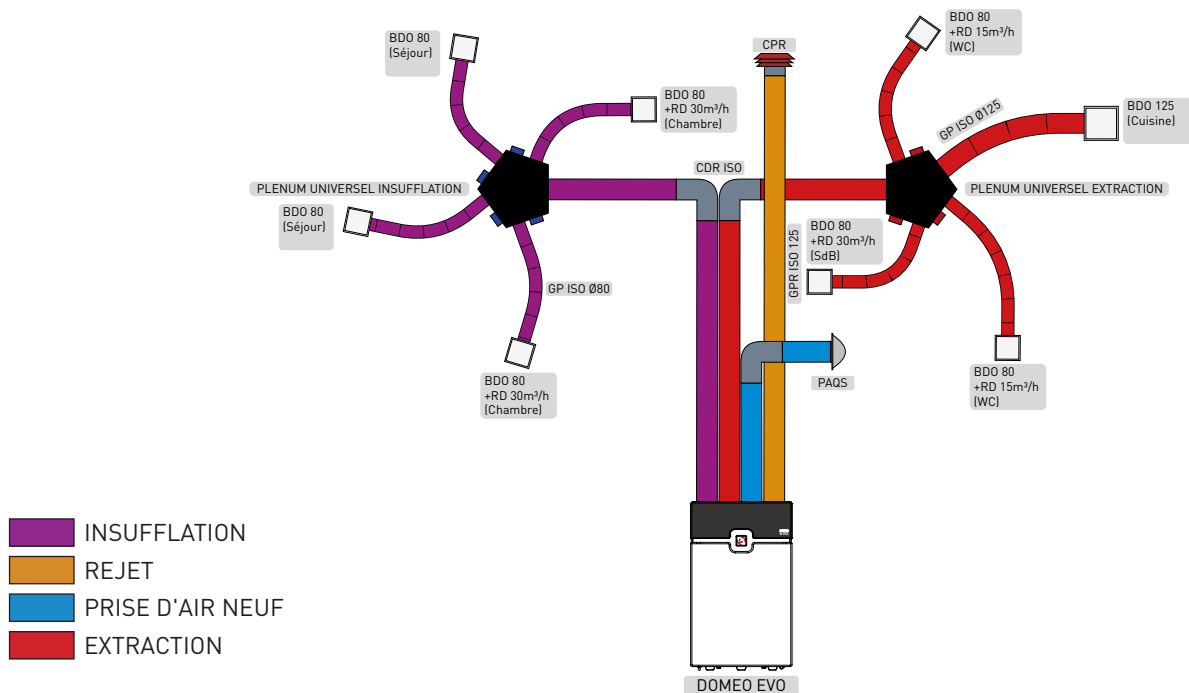 BDO 80
(Séjour)
BDO 80
+RD 30m³/h
(Chambre)
CPR
BDO 80
+RD 15m³/h
(WC)
GP ISO Ø125
BDO 125
(Cuisine)
CDR ISO
PLENUM UNIVERSEL INSUFFLATION
PLENUM UNIVERSEL EXTRACTION
BDO 80
(Séjour)
BDO 80
+RD 30m³/h
(SdB)
GPR ISO 125
GP ISO Ø80
PAQS
BDO 80
+RD 30m³/h
(Chambre)
BDO 80
+RD 15m³/h
(WC)
INSUFFLATION
REJET
PRISE D'AIR NEUF
EXTRACTION
DOMEO EVO